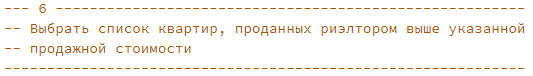 --- 6 --------------------------------------------------------
-- Выбрать список квартир, проданных риэлтором выше указанной
-- продажной стоимости
--------------------------------------------------------------